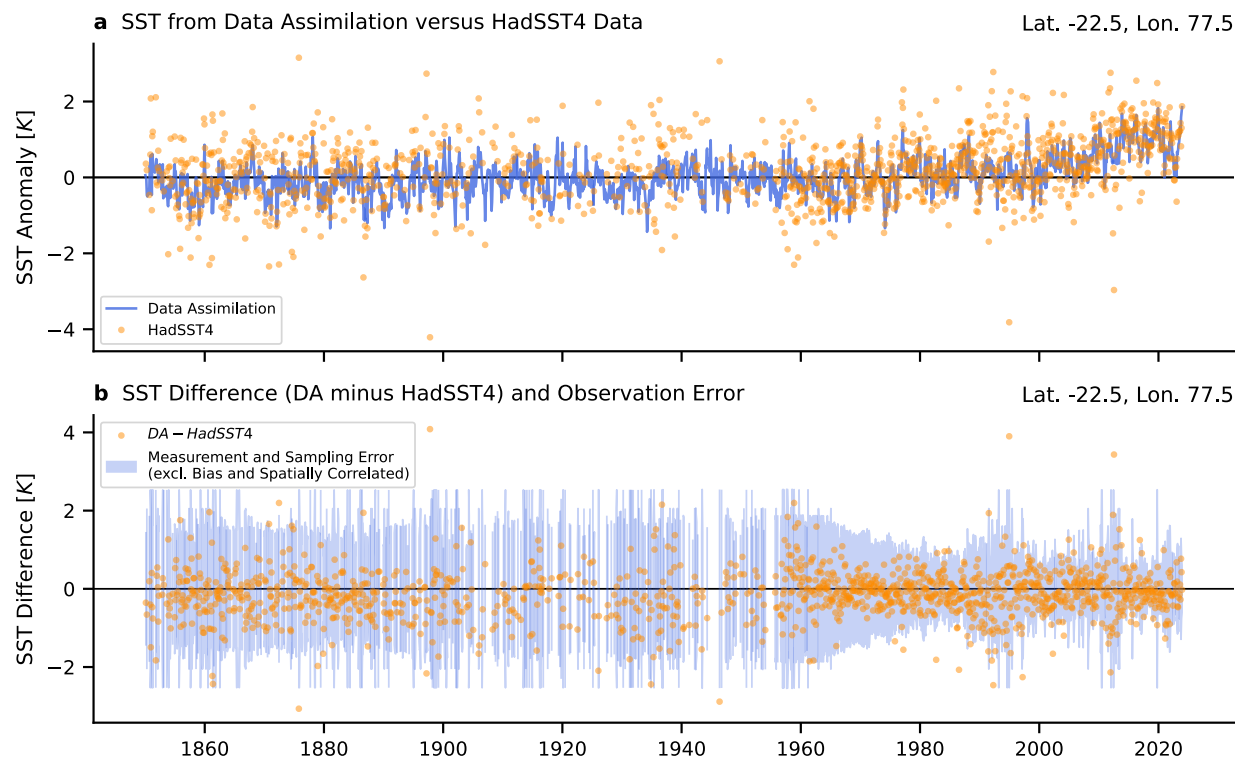 a SST from Data Assimilation versus HadSST4 Data
Lat. -22.5, Lon. 77.5
SST Anomaly [K]
2
0
−2
−4
Data Assimilation
HadSST4
b SST Difference (DA minus HadSST4) and Observation Error
Lat. -22.5, Lon. 77.5
SST Difference [K]
4
2
0
−2
DA − HadSST4
Measurement and Sampling Error
(excl. Bias and Spatially Correlated)
1860 1880 1900 1920 1940 1960 1980 2000 2020